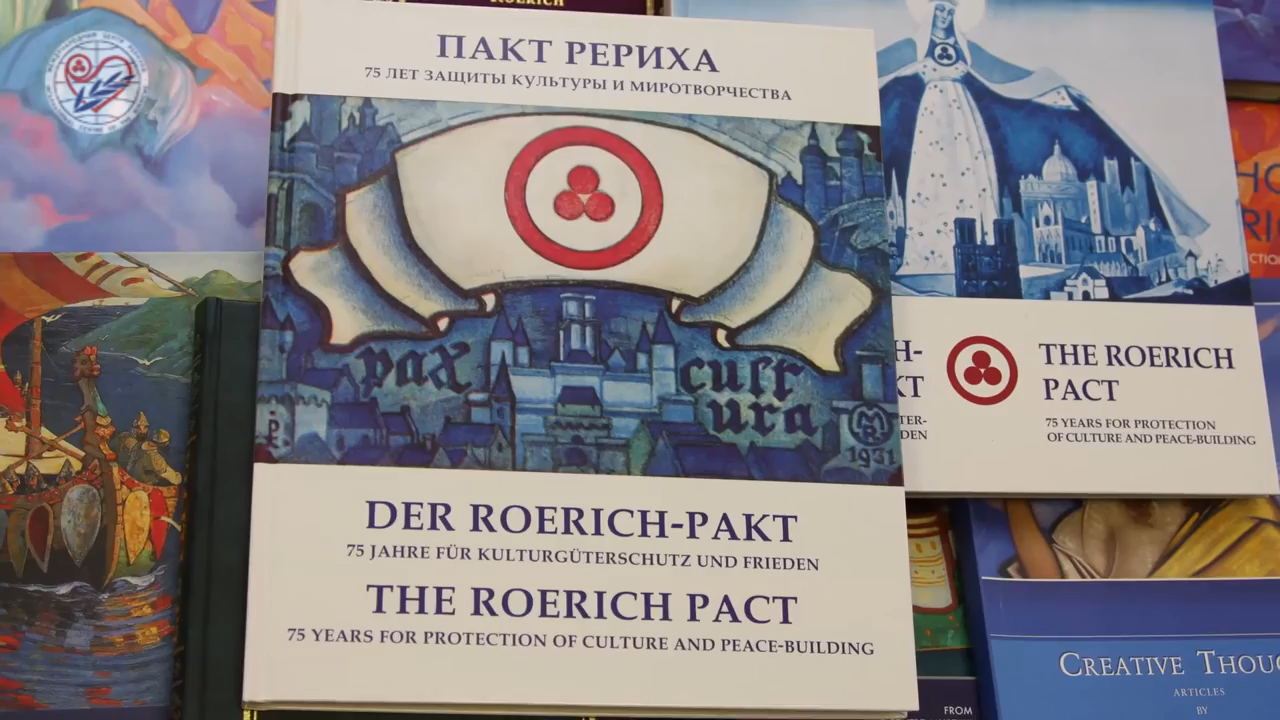 ROERICH
ПАКТ РЕРИХА
75 ЛЕТ ЗАЩИТЫ КУЛЬТУРЫ И МИРОТВОРЧЕСТВА
pax
cult
ura
1931
DER ROERICH-PAKT
75 JAHRE FÜR KULTURGÜTERSCHUTZ UND FRIEDEN
THE ROERICH PACT
75 YEARS FOR PROTECTION OF CULTURE AND PEACE-BUILDING
THE ROERICH
PACT
75 YEARS FOR PROTECTION
OF CULTURE AND PEACE-BUILDING
CREATIVE
ARTICLES
BY
FROM